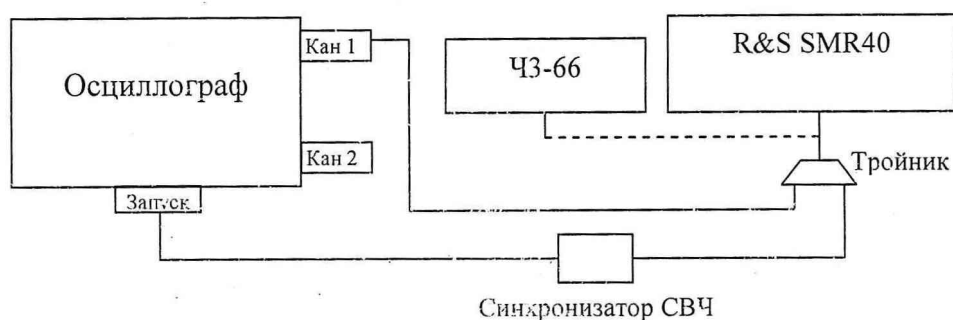 Кан 1
R&S SMR40
Ч3-66
Осциллограф
Кан 2
Тройник
Запуск
Синхронизатор СВЧ